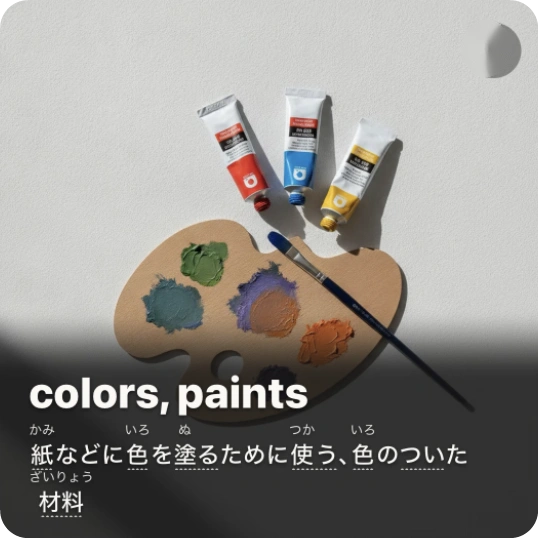 colors, paints
かみ いろ ぬ つか いろ
紙などに色を塗るために使う、色のついた
ざいりょう
材料